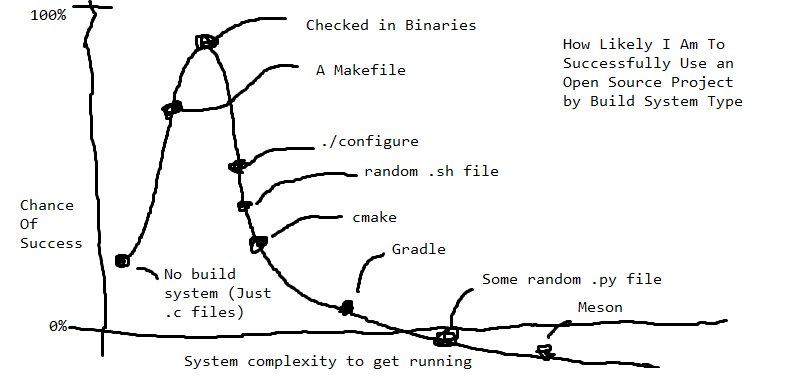 100%
Checked in Binaries
How Likely I Am To
Successfully Use an
Open Source Project
by Build System Type
A Makefile
./configure
random .sh file
cmake
Chance
Of
Success
Gradle
No build
system (Just
.c files)
Some random .py file
Meson
0%
System complexity to get running